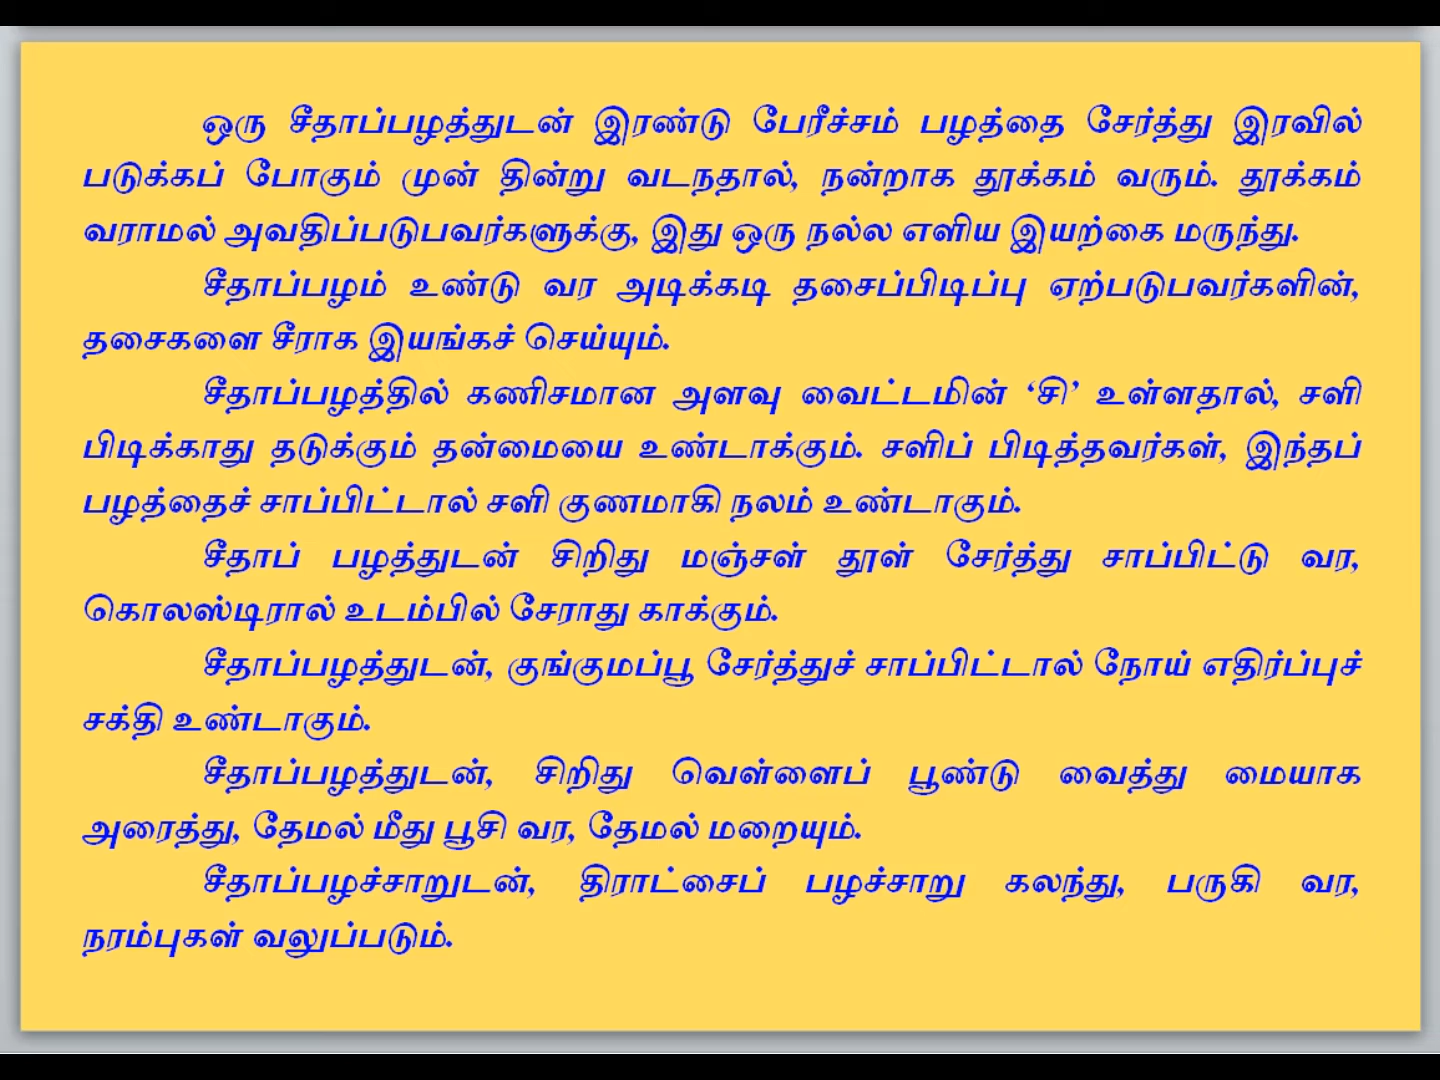 ஒரு சீதாப்பழத்துடன் இரண்டு பேரீச்சம் பழத்தை சேர்த்து இரவில்
படுக்கப் போகும் முன் தின்று வடநதால், நன்றாக தூக்கம் வரும். தூக்கம்
வராமல் அவதிப்படுபவர்களுக்கு, இது ஒரு நல்ல எளிய இயற்கை மருந்து.
சீதாப்பழம் உண்டு வர அடிக்கடி தசைப்பிடிப்பு ஏற்படுபவர்களின்,
தசைகளை சீராக இயங்கச் செய்யும்.
சீதாப்பழத்தில் கணிசமான அளவு வைட்டமின் ‘சி’ உள்ளதால், சளி
பிடிக்காது தடுக்கும் தன்மையை உண்டாக்கும். சளிப் பிடித்தவர்கள், இந்தப்
பழத்தைச் சாப்பிட்டால் சளி குணமாகி நலம் உண்டாகும்.
சீதாப் பழத்துடன் சிறிது மஞ்சள் தூள் சேர்த்து சாப்பிட்டு வர,
கொலஸ்டிரால் உடம்பில் சேராது காக்கும்.
சீதாப்பழத்துடன், குங்குமப்பூ சேர்த்துச் சாப்பிட்டால் நோய் எதிர்ப்புச்
சக்தி உண்டாகும்.
சீதாப்பழத்துடன், சிறிது வெள்ளைப் பூண்டு வைத்து மையாக
அரைத்து, தேமல் மீது பூசி வர, தேமல் மறையும்.
சீதாப்பழச்சாறுடன், திராட்சைப் பழச்சாறு கலந்து, பருகி வர,
நரம்புகள் வலுப்படும்.